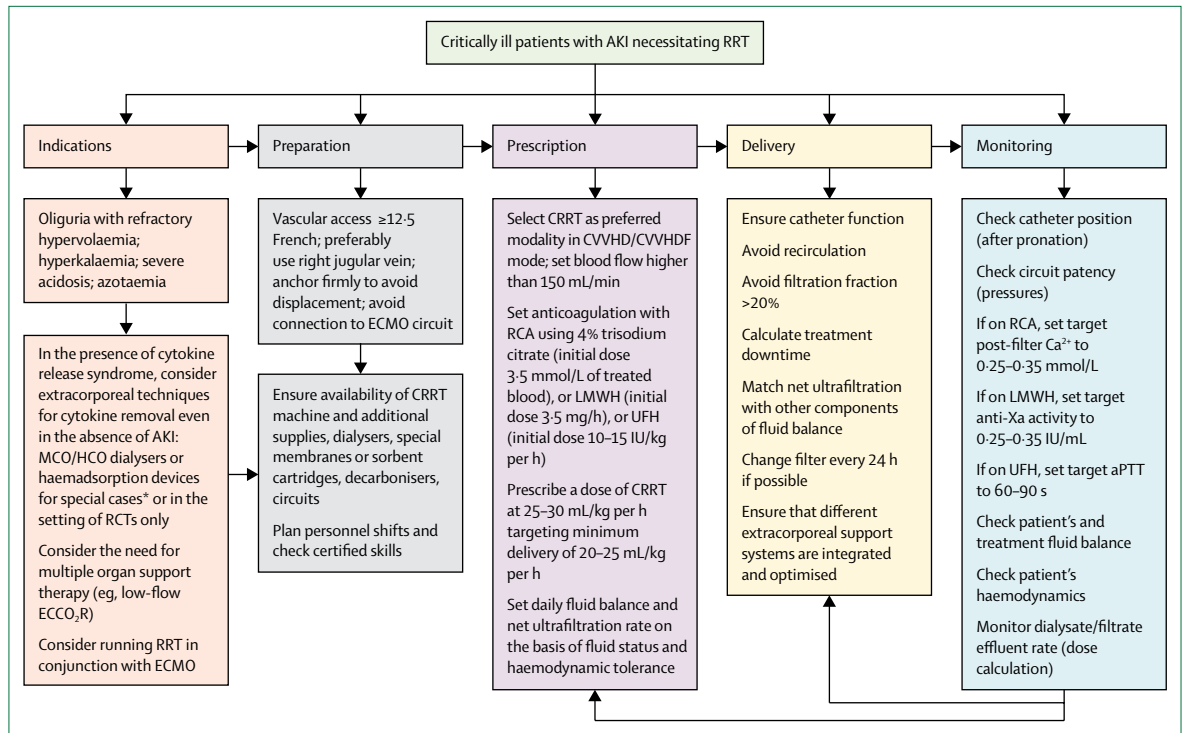 Critically ill patients with AKI necessitating RRT
Indications
Preparation
Prescription
Delivery
Monitoring
Oliguria with refractory
hypervolaemia;
hyperkalaemia; severe
acidosis; azotaemia
In the presence of cytokine
release syndrome, consider
extracorporeal techniques
for cytokine removal even
in the absence of AKI:
MCO/HCO dialysers or
haemadsorption devices
for special cases* or in the
setting of RCTs only
Consider the need for
multiple organ support
therapy (eg, low-flow
ECCO₂R)
Consider running RRT in
conjunction with ECMO
Vascular access ≥12·5
French; preferably
use right jugular vein;
anchor firmly to avoid
displacement; avoid
connection to ECMO circuit
Ensure availability of CRRT
machine and additional
supplies, dialysers, special
membranes or sorbent
cartridges, decarbonisers,
circuits
Plan personnel shifts and
check certified skills
Select CRRT as preferred
modality in CVVHD/CVVHDF
mode; set blood flow higher
than 150 mL/min
Set anticoagulation with
RCA using 4% trisodium
citrate (initial dose
3·5 mmol/L of treated
blood), or LMWH (initial
dose 3·5 mg/h), or UFH
(initial dose 10–15 IU/kg
per h)
Prescribe a dose of CRRT
at 25–30 mL/kg per h
targeting minimum
delivery of 20–25 mL/kg
per h
Set daily fluid balance and
net ultrafiltration rate on
the basis of fluid status and
haemodynamic tolerance
Ensure catheter function
Avoid recirculation
Avoid filtration fraction
>20%
Calculate treatment
downtime
Match net ultrafiltration
with other components
of fluid balance
Change filter every 24 h
if possible
Ensure that different
extracorporeal support
systems are integrated
and optimised
Check catheter position
(after pronation)
Check circuit patency
(pressures)
If on RCA, set target
post-filter Ca²⁺ to
0·25–0·35 mmol/L
If on LMWH, set target
anti-Xa activity to
0·25–0·35 IU/mL
If on UFH, set target aPTT
to 60–90 s
Check patient's and
treatment fluid balance
Check patient's
haemodynamics
Monitor dialysate/filtrate
effluent rate (dose
calculation)